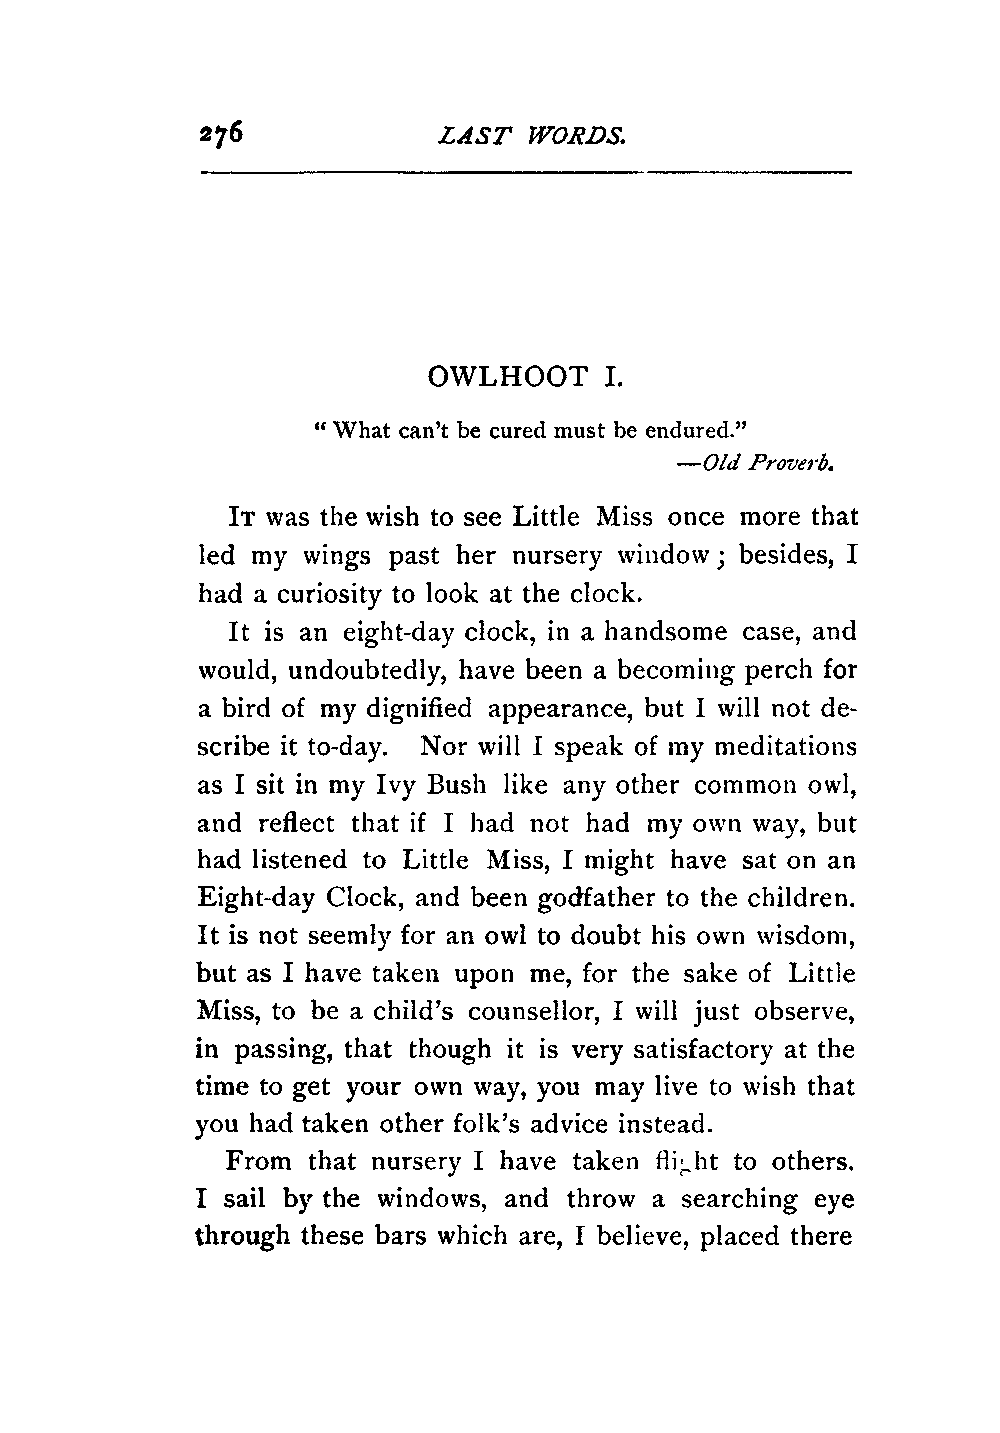 276 LAST WORDS.
OWLHOOT I.
“ What can’t be cured must be endured.”
—Old Proverb.
IT was the wish to see Little Miss once more that
led my wings past her nursery window ; besides, I
had a curiosity to look at the clock.
It is an eight-day clock, in a handsome case, and
would, undoubtedly, have been a becoming perch for
a bird of my dignified appearance, but I will not de-
scribe it to-day. Nor will I speak of my meditations
as I sit in my Ivy Bush like any other common owl,
and reflect that if I had not had my own way, but
had listened to Little Miss, I might have sat on an
Eight-day Clock, and been godfather to the children.
It is not seemly for an owl to doubt his own wisdom,
but as I have taken upon me, for the sake of Little
Miss, to be a child’s counsellor, I will just observe,
in passing, that though it is very satisfactory at the
time to get your own way, you may live to wish that
you had taken other folk’s advice instead.
From that nursery I have taken flight to others.
I sail by the windows, and throw a searching eye
through these bars which are, I believe, placed there